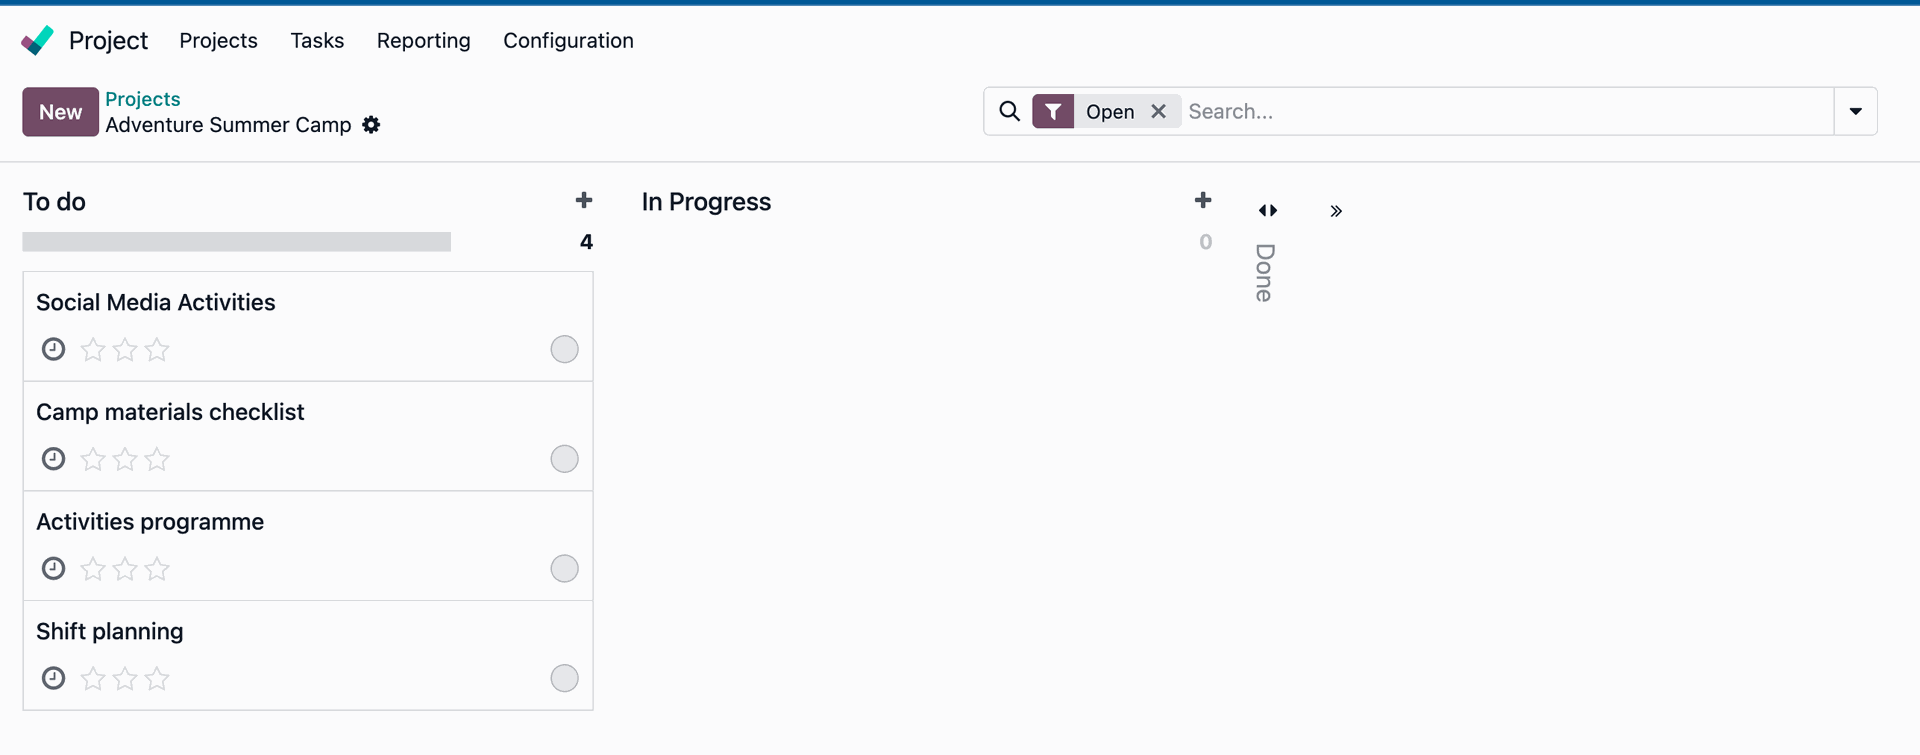 Project Projects Tasks Reporting Configuration
New
Projects
Adventure Summer Camp
Open Search...
To do
4
Social Media Activities
Camp materials checklist
Activities programme
Shift planning
In Progress
0
Done